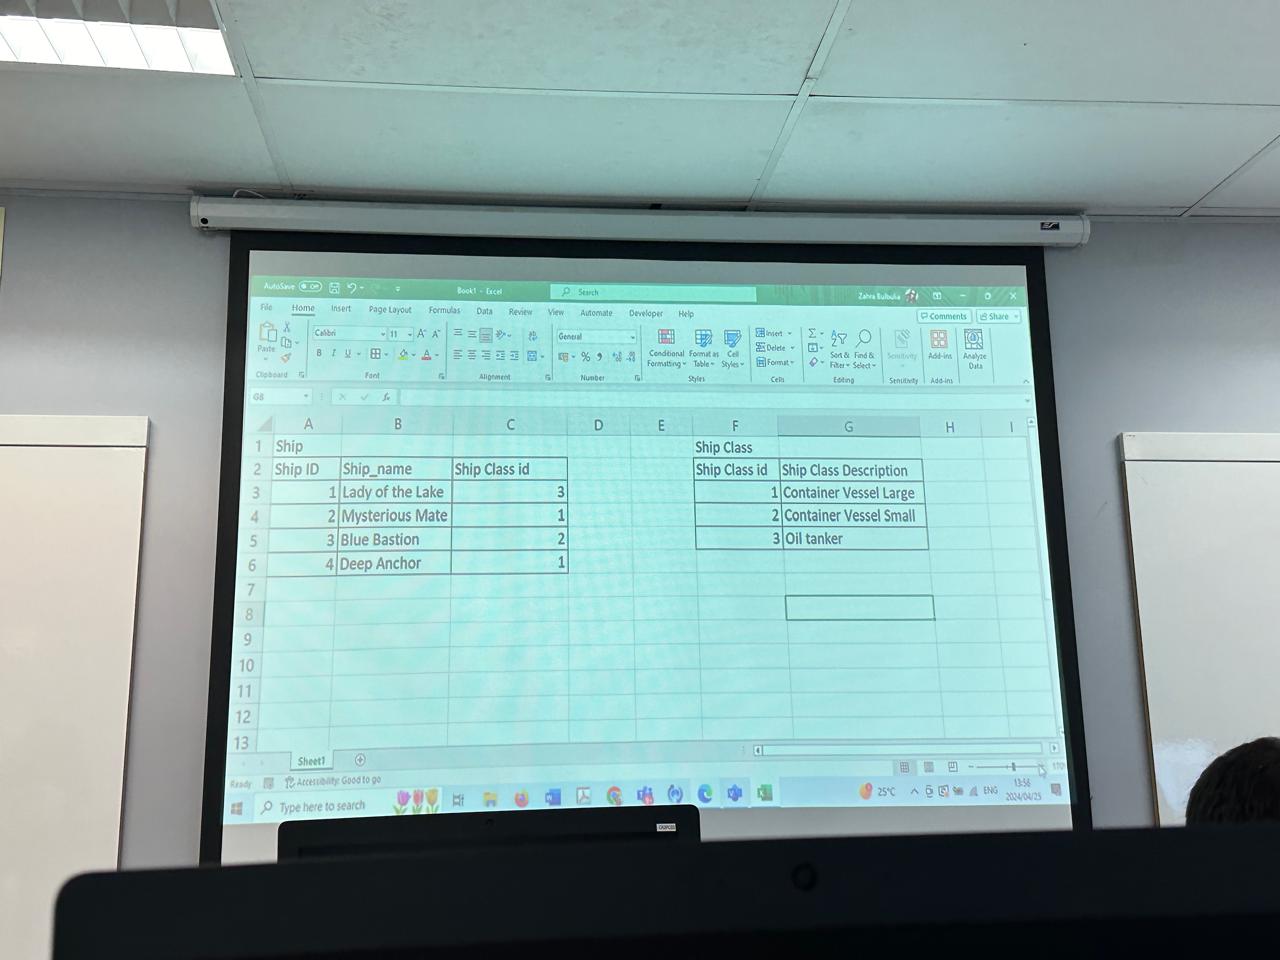 AutoSave Off
Book1 - Excel
Search
Zahra Bulbulia
File Home Insert Page Layout Formulas Data Review View Automate Developer Help
Comments Share
Paste
Calibri 11
B I U
General
Conditional Formatting
Format as Table
Cell Styles
Insert
Delete
Format
Sort & Filter
Find & Select
Sensitivity
Add-ins
Analyze Data
Clipboard Font Alignment Number Styles Cells Editing Sensitivity Add-ins
G8 fx
A B C D E F G H I
1 Ship Ship Class
2 Ship ID Ship_name Ship Class id Ship Class id Ship Class Description
3 1 Lady of the Lake 3 1 Container Vessel Large
4 2 Mysterious Mate 1 2 Container Vessel Small
5 3 Blue Bastion 2 3 Oil tanker
6 4 Deep Anchor 1
7
8
9
10
11
12
13
Sheet1
Ready Accessibility: Good to go
Type here to search
25°C ENG
13:56
2024/04/25